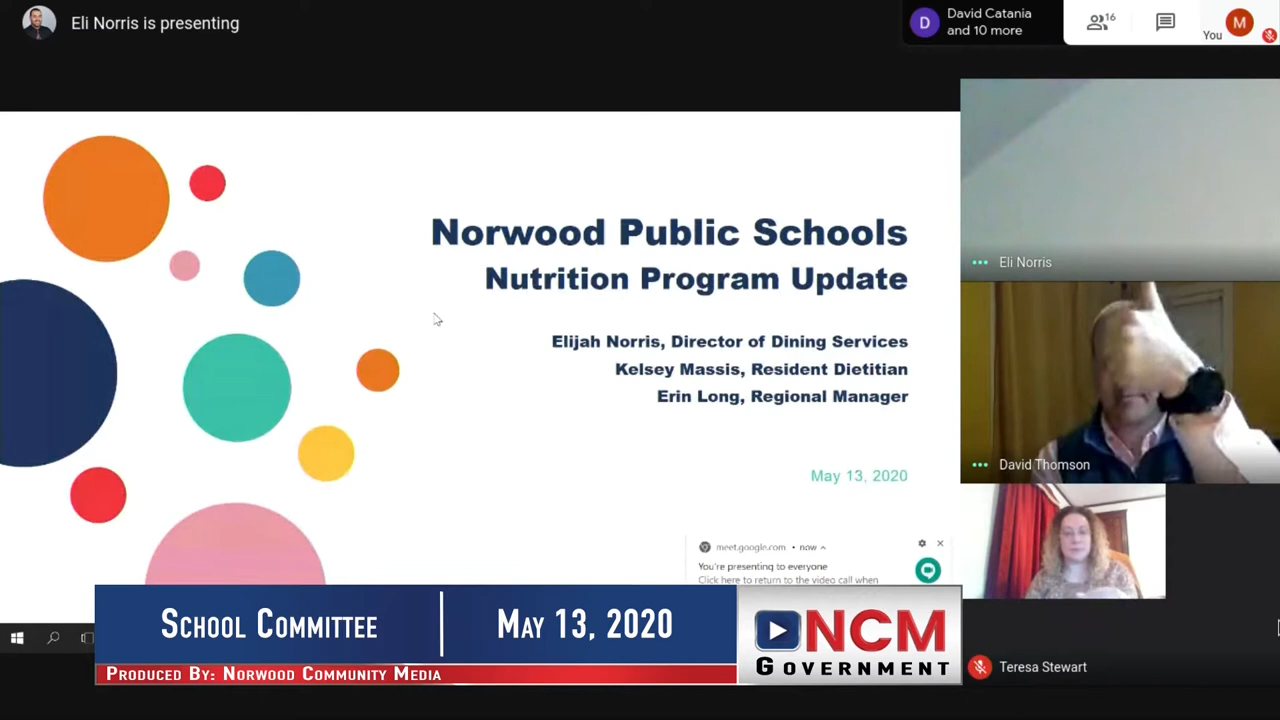 Eli Norris is presenting
D
David Catania
and 10 more
16
You
M
Norwood Public Schools
Nutrition Program Update
Elijah Norris, Director of Dining Services
Kelsey Massis, Resident Dietitian
Erin Long, Regional Manager
May 13, 2020
Eli Norris
David Thomson
meet.google.com • now
You're presenting to everyone
Click here to return to the video call when
School Committee
May 13, 2020
NCM
Government
Produced By: Norwood Community Media
Teresa Stewart